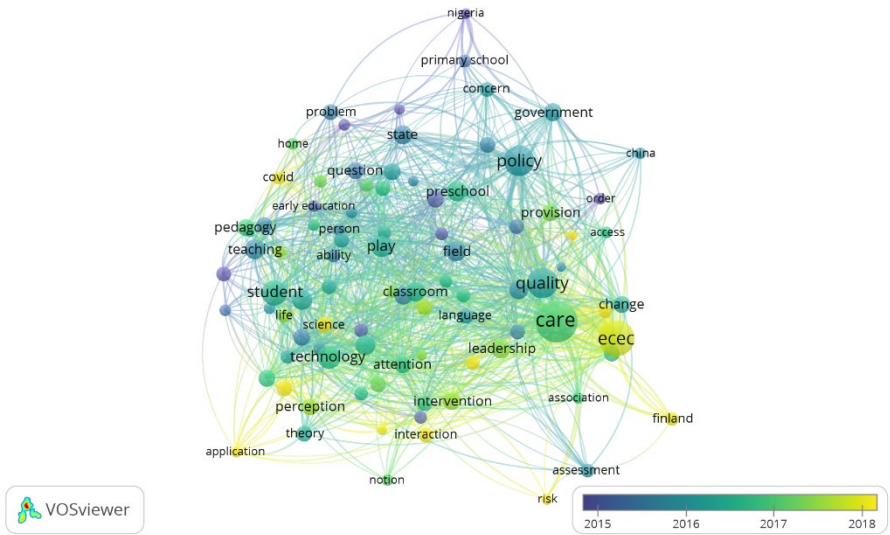 nigeria
primary school
concern
problem
government
state
home
china
policy
covid
question
preschool
order
early education
provision
pedagogy
person
access
teaching
play
ability
field
quality
student
classroom
change
life
language
science
care
ecec
leadership
technology
attention
association
perception
intervention
finland
theory
interaction
application
assessment
notion
risk
VOSviewer
2015 2016 2017 2018